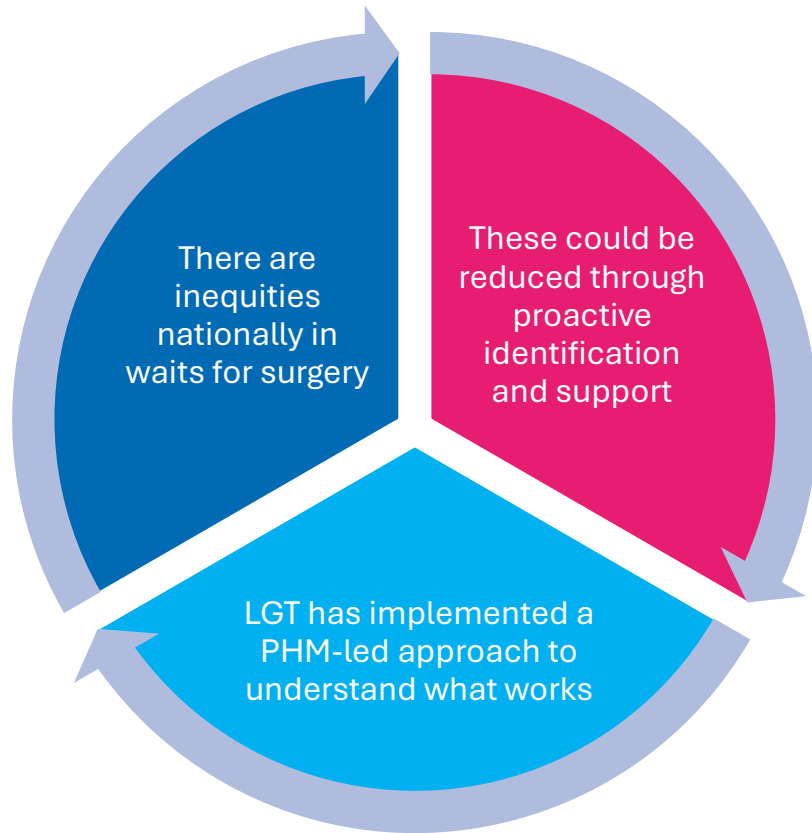 There are
inequities
nationally in
waits for surgery
These could be
reduced through
proactive
identification
and support
LGT has implemented a
PHM-led approach to
understand what works